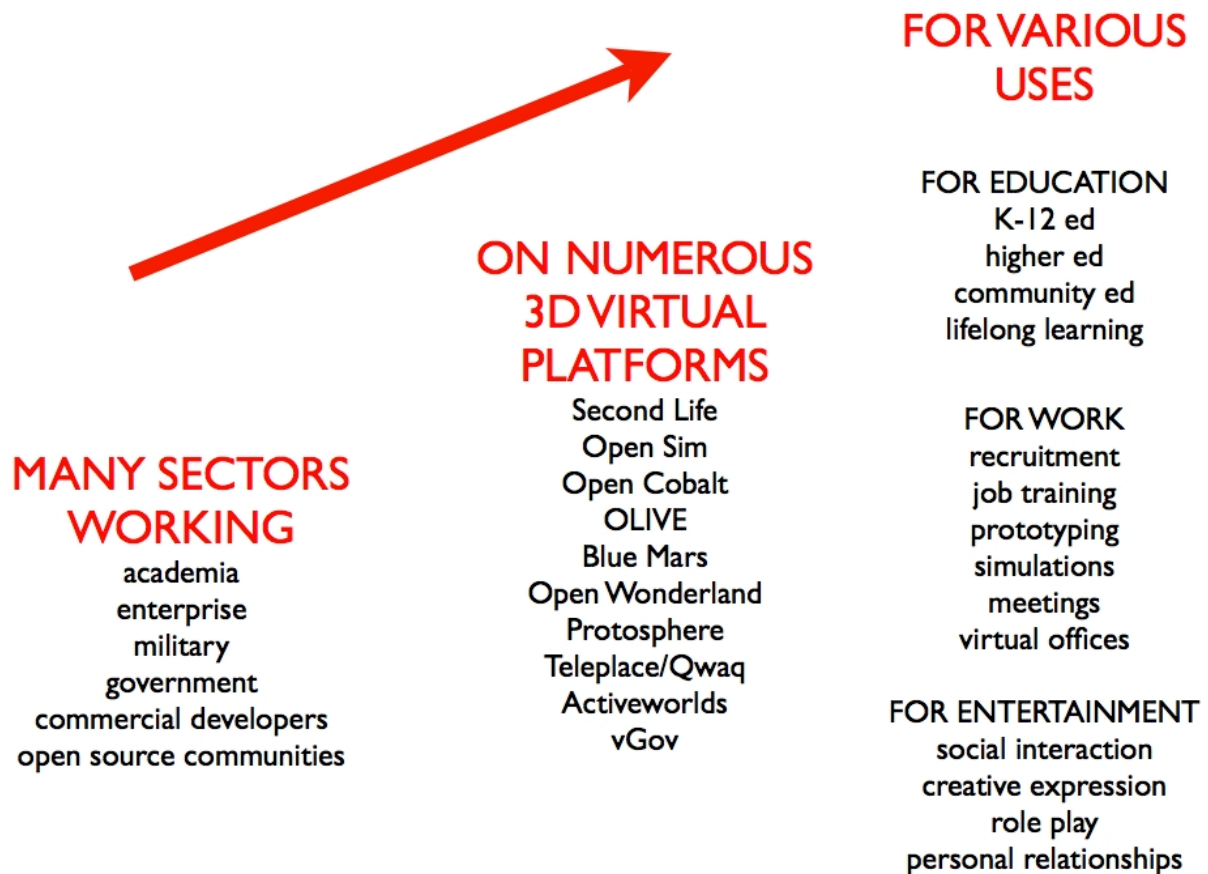 MANY SECTORS
WORKING
academia
enterprise
military
government
commercial developers
open source communities
ON NUMEROUS
3D VIRTUAL
PLATFORMS
Second Life
Open Sim
Open Cobalt
OLIVE
Blue Mars
Open Wonderland
Protosphere
Teleplace/Qwaq
Activeworlds
vGov
FOR VARIOUS
USES
FOR EDUCATION
K-12 ed
higher ed
community ed
lifelong learning
FOR WORK
recruitment
job training
prototyping
simulations
meetings
virtual offices
FOR ENTERTAINMENT
social interaction
creative expression
role play
personal relationships